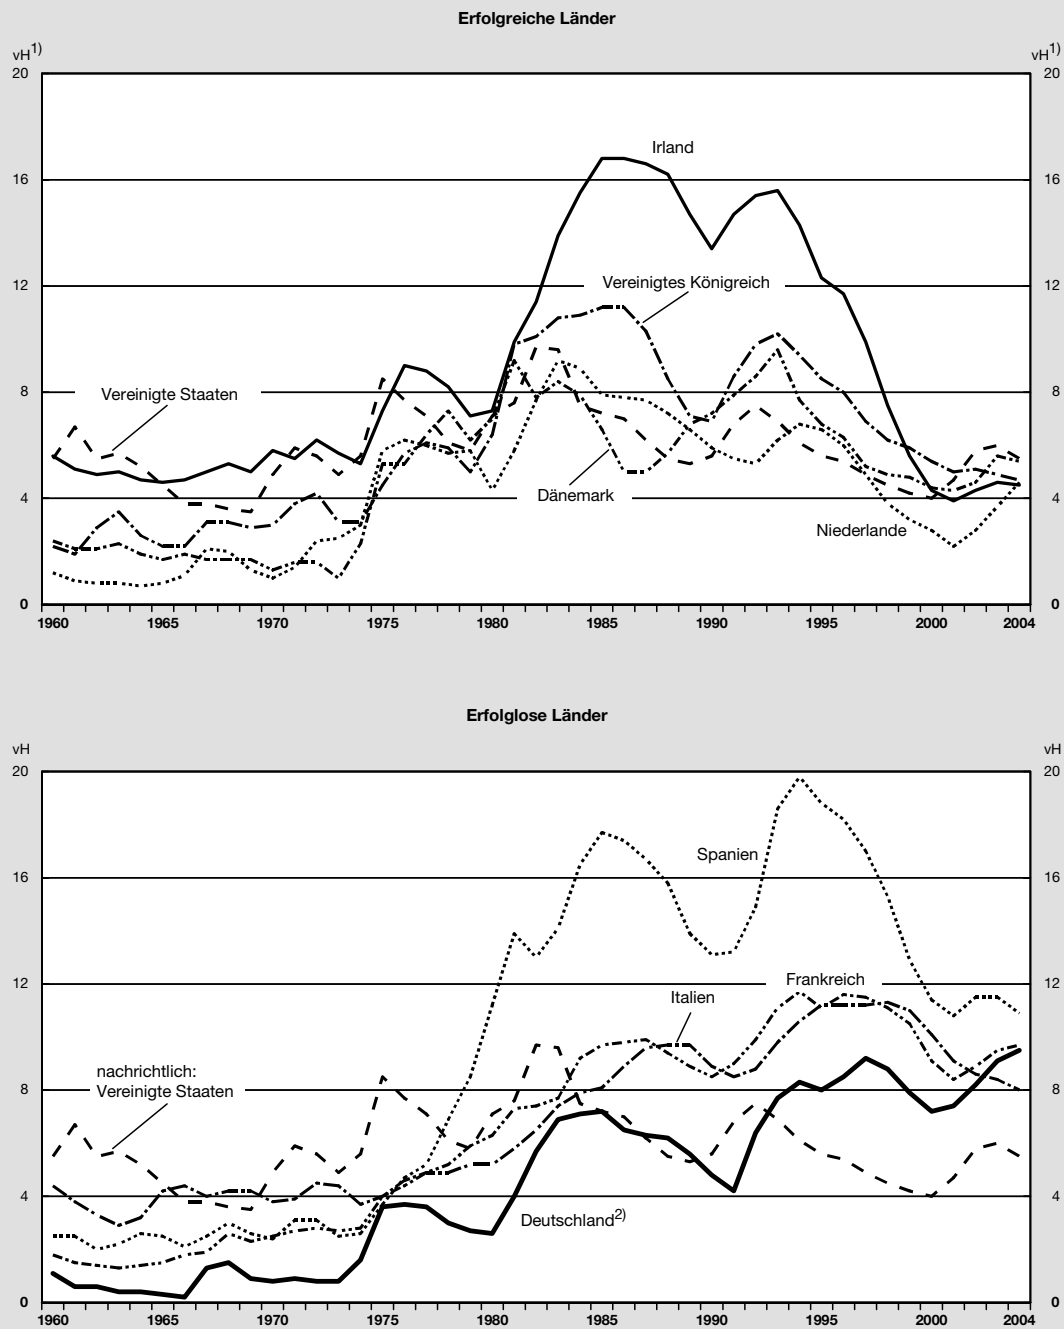 Erfolgreiche Länder
vH1) vH1)
20 20
Irland
16 16
Vereinigtes Königreich
12 12
Vereinigte Staaten
8 8
Dänemark
4 4
Niederlande
0 0
1960 1965 1970 1975 1980 1985 1990 1995 2000 2004
Erfolglose Länder
vH vH
20 20
Spanien
16 16
Frankreich
12 12
Italien
nachrichtlich:
Vereinigte Staaten
8 8
4 4
Deutschland2)
0 0
1960 1965 1970 1975 1980 1985 1990 1995 2000 2004